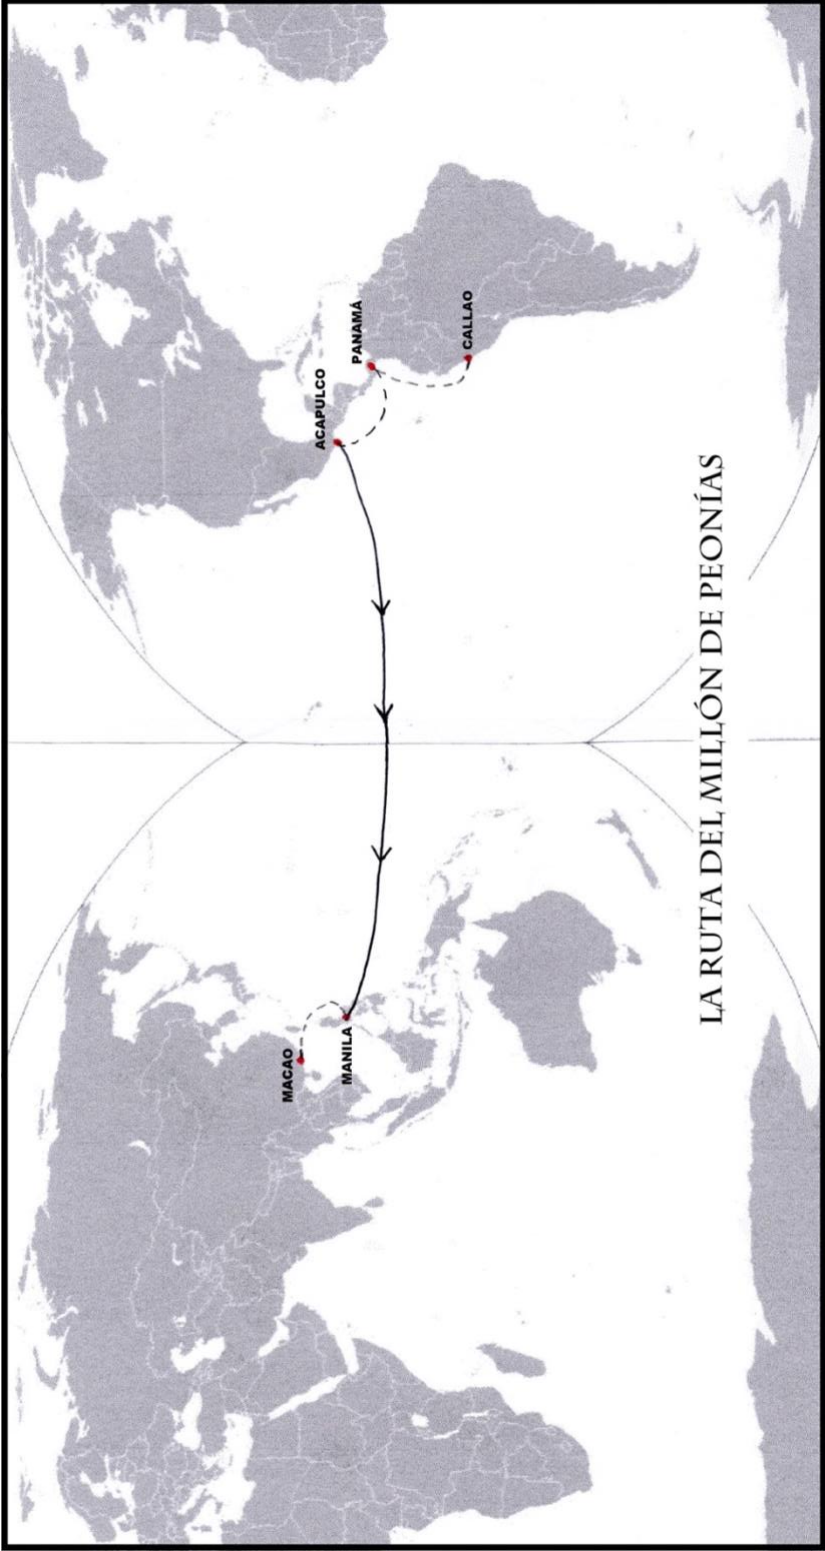 MACAO
MANILA
ACAPULCO
PANAMÁ
CALLAO
LA RUTA DEL MILLÓN DE PEONÍAS